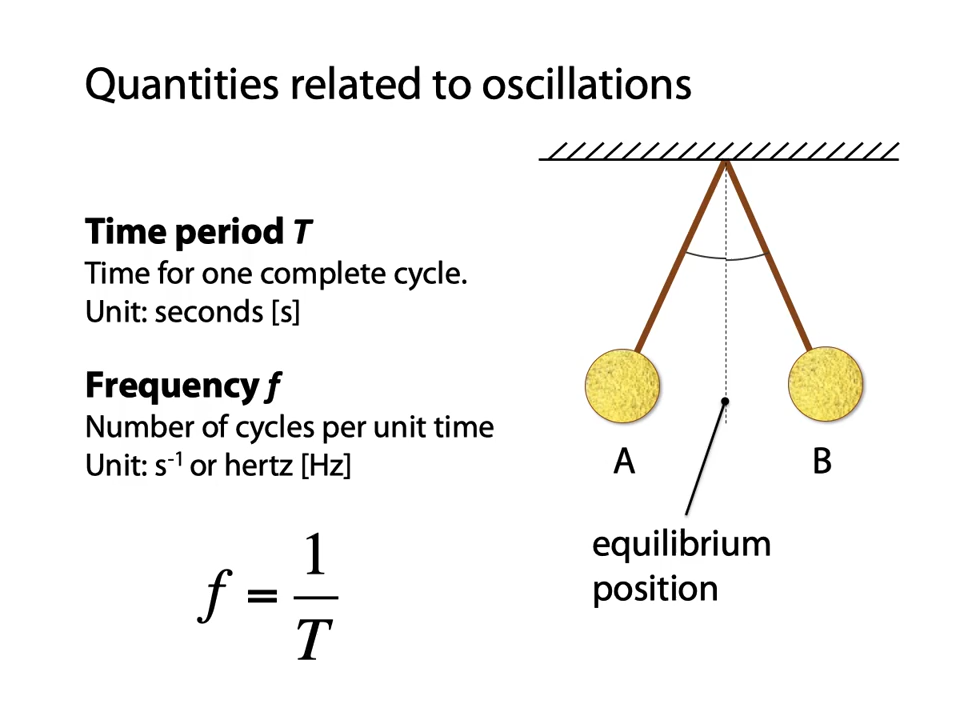 Quantities related to oscillations
Time period T
Time for one complete cycle.
Unit: seconds [s]
Frequency f
Number of cycles per unit time
Unit: s⁻¹ or hertz [Hz]
f = 1/T
A
B
equilibrium
position